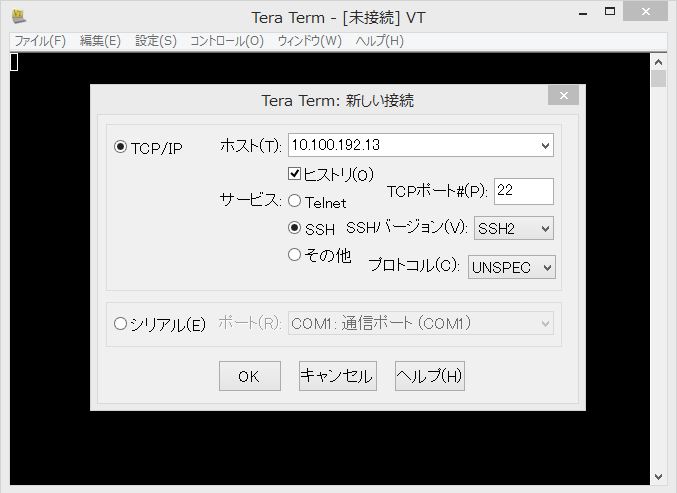 Tera Term - [未接続] VT
ファイル(F) 編集(E) 設定(S) コントロール(O) ウィンドウ(W) ヘルプ(H)
Tera Term: 新しい接続
TCP/IP ホスト(T): 10.100.192.13
ヒストリ(O)
サービス: Telnet TCPポート#(P): 22
SSH SSHバージョン(V): SSH2
その他 プロトコル(C): UNSPEC
シリアル(E) ポート(R): COM1: 通信ポート (COM1)
OK キャンセル ヘルプ(H)